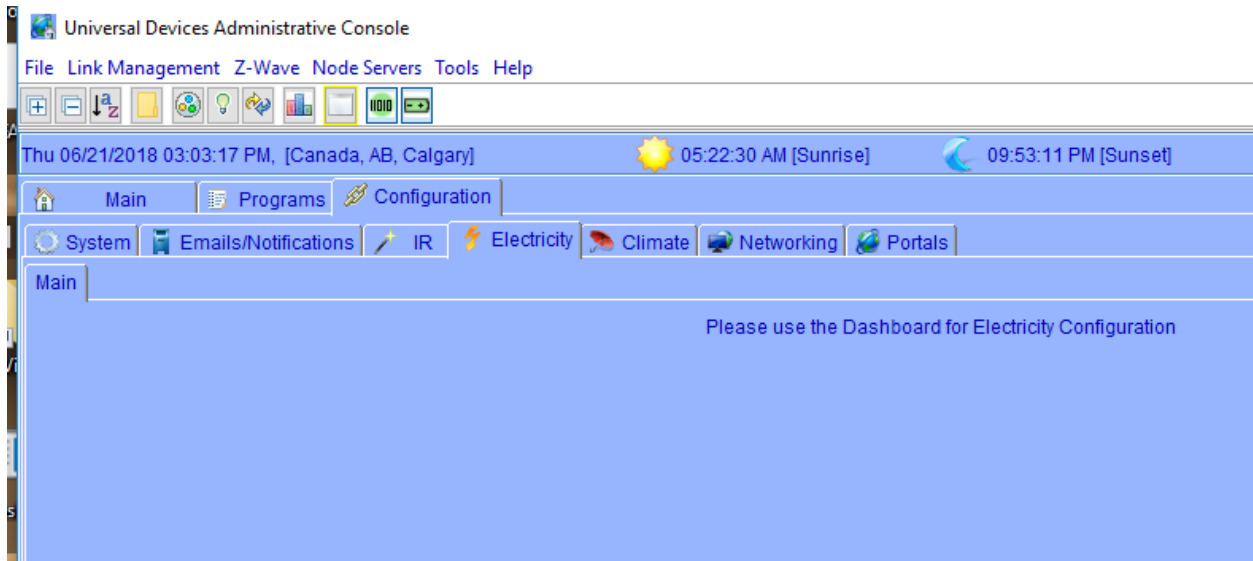 Universal Devices Administrative Console
File Link Management Z-Wave Node Servers Tools Help
Thu 06/21/2018 03:03:17 PM, [Canada, AB, Calgary] 05:22:30 AM [Sunrise] 09:53:11 PM [Sunset]
Main Programs Configuration
System Emails/Notifications IR Electricity Climate Networking Portals
Main
Please use the Dashboard for Electricity Configuration